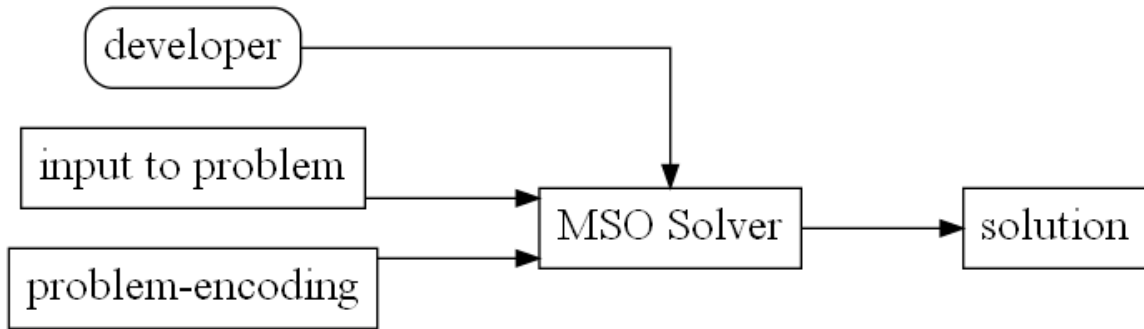 developer
input to problem
MSO Solver
solution
problem-encoding